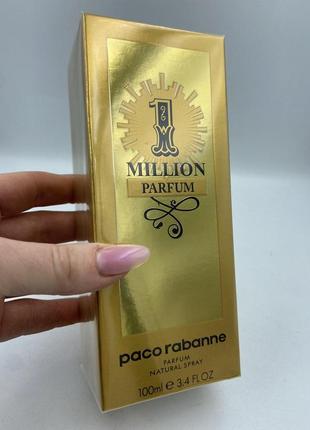 1
MILLION
PARFUM
paco rabanne
PARFUM
NATURAL SPRAY
100ml e 3.4 FL OZ